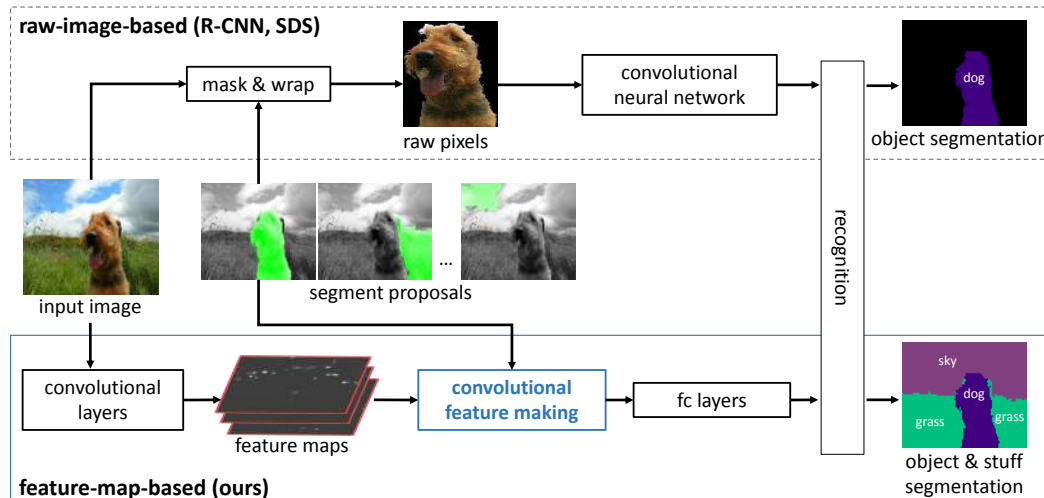 raw-image-based (R-CNN, SDS)
mask & wrap
raw pixels
convolutional
neural network
dog
object segmentation
input image
segment proposals
...
recognition
convolutional
layers
feature maps
convolutional
feature making
fc layers
sky
dog
grass
grass
object & stuff
segmentation
feature-map-based (ours)